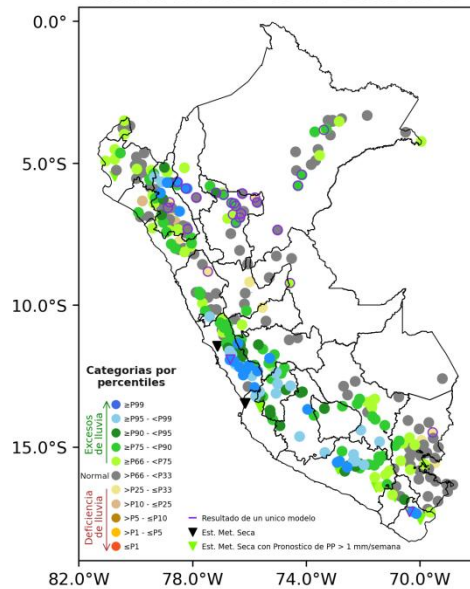 0.0°
5.0°S
10.0°S
15.0°S
82.0°W
78.0°W
74.0°W
70.0°W
Categorias por
percentiles
Excesos
de lluvia
Normal
Deficiencia
de lluvia
≥P99
≥P95 - <P99
≥P90 - <P95
≥P75 - <P90
≥P66 - <P75
>P33 - <P66
>P25 - ≤P33
>P10 - ≤P25
>P5 - ≤P10
>P1 - ≤P5
≤P1
Resultado de un unico modelo
Est. Met. Seca
Est. Met. Seca con Pronostico de PP > 1 mm/semana